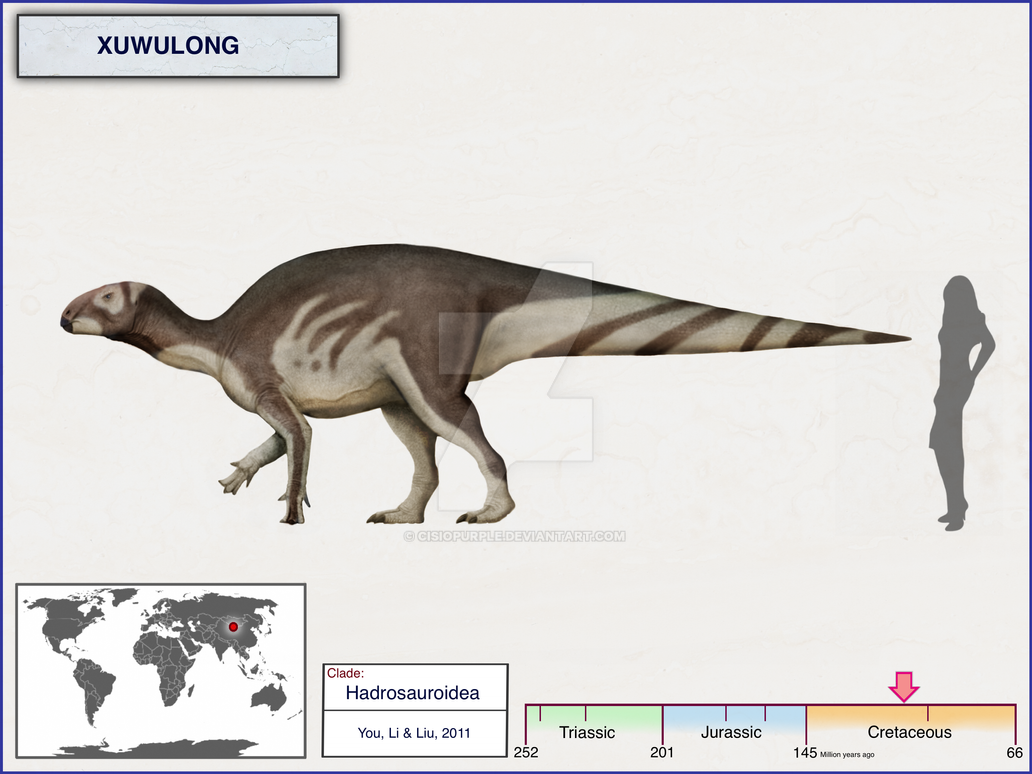 XUWULONG
© CISIOPURPLE.DEVIANTART.COM
Clade:
Hadrosauroidea
You, Li & Liu, 2011
Triassic Jurassic Cretaceous
252 201 145 Million years ago 66